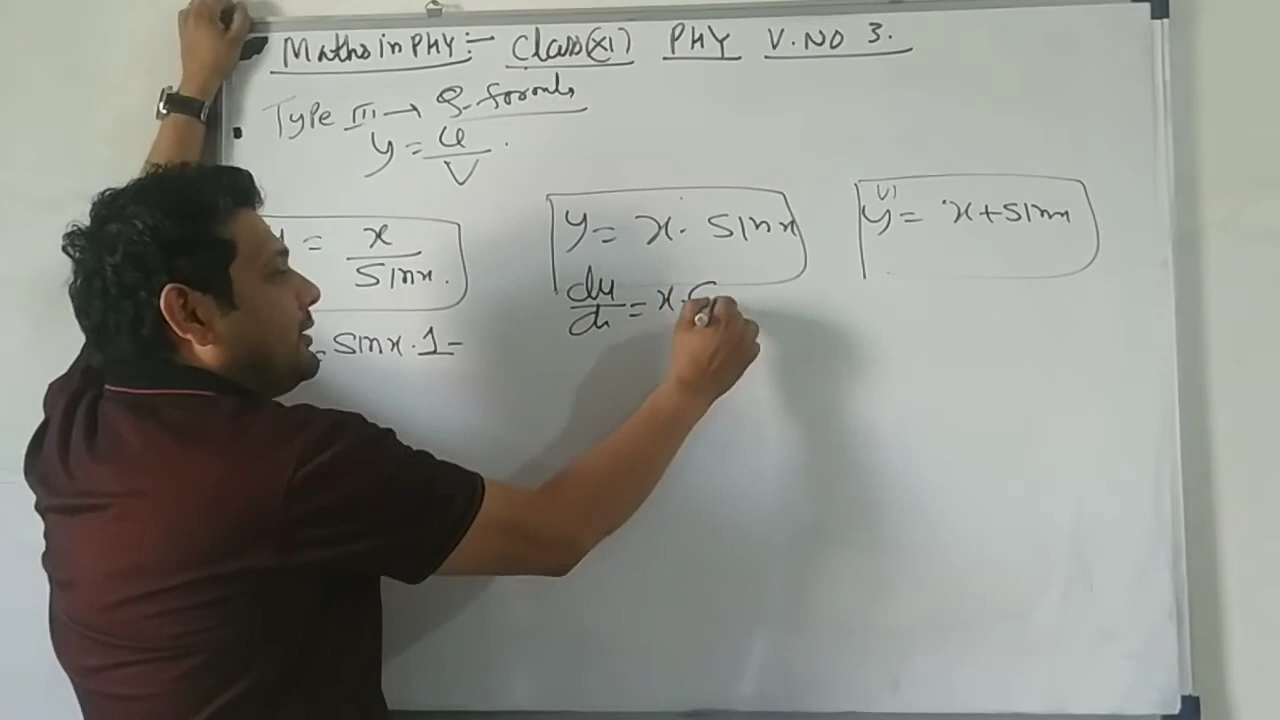 Maths in PHY:- Class(XI) PHY V.NO 3.
Type III → Q-formula
y = u/V
= x/Sinx.
sinx.1-
y = x. Sinx
dy/dx = x.
y = x+sinx